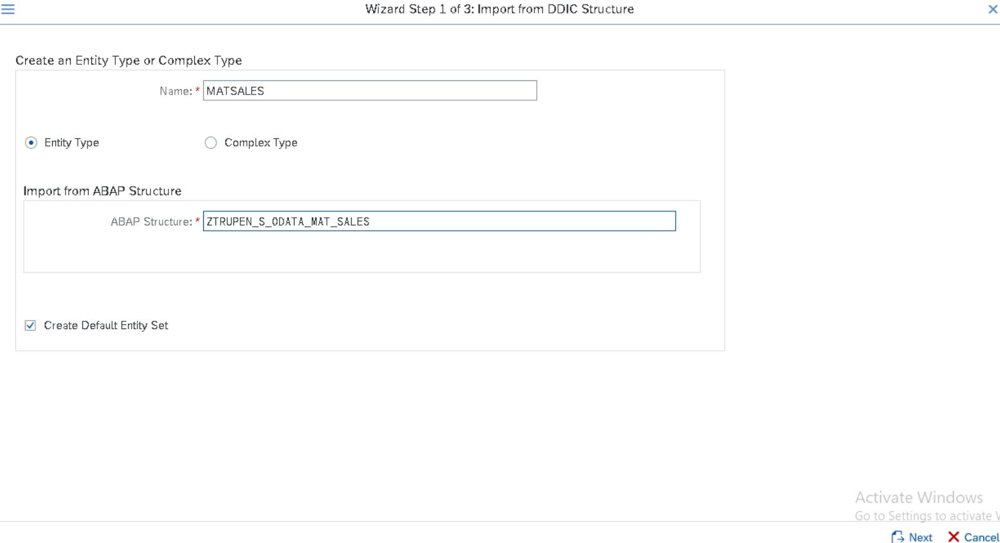 Wizard Step 1 of 3: Import from DDIC Structure
Create an Entity Type or Complex Type
Name: * MATSALES
Entity Type Complex Type
Import from ABAP Structure
ABAP Structure: * ZTRUPEN_S_ODATA_MAT_SALES
Create Default Entity Set
Activate Windows
Go to Settings to activate
Next Cancel